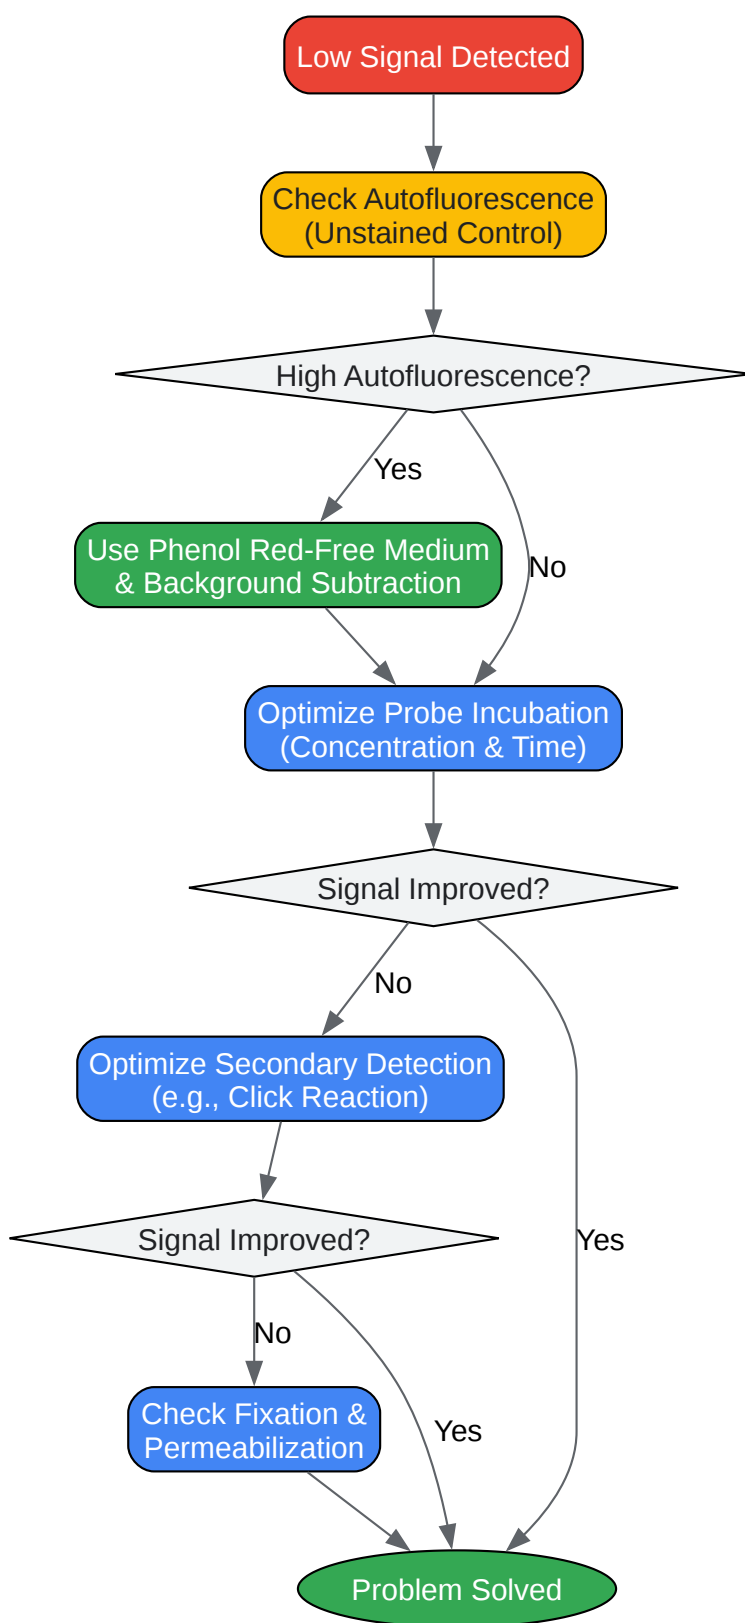 Low Signal Detected
Check Autofluorescence
(Unstained Control)
High Autofluorescence?
Yes
Use Phenol Red-Free Medium
& Background Subtraction
No
Optimize Probe Incubation
(Concentration & Time)
Signal Improved?
No
Optimize Secondary Detection
(e.g., Click Reaction)
Signal Improved?
Yes
No
Check Fixation &
Permeabilization
Yes
Problem Solved